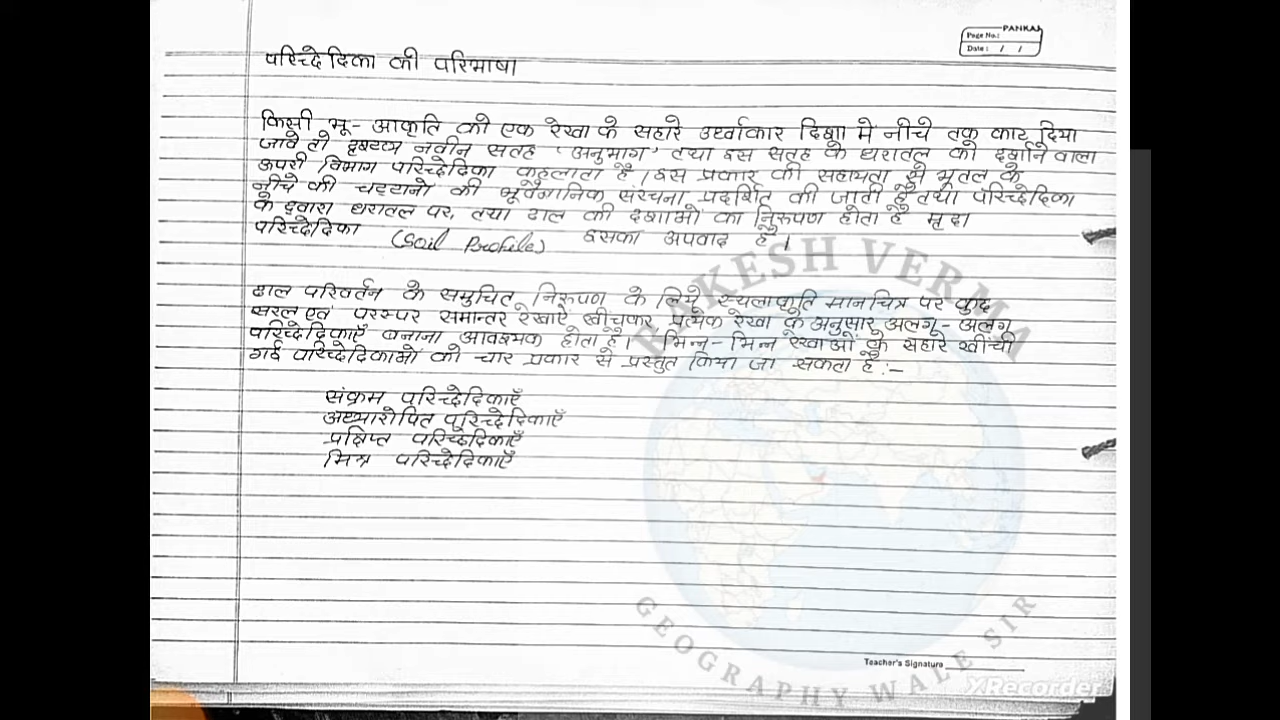 PANKAJ
Page No.:
Date: / /
परिच्छेदिका की परिभाषा
किसी भू-आकृति को एक रेखा के सहारे उर्ध्वाकार दिशा मे नीचे तक काट दिया
जावे तो दृष्टव्य नवीन सतह 'अनुभाग' तथा इस सतह के धरातल को दर्शाने वाला
ऊपरी विभाग परिच्छेदिका कहलाता है। इस प्रकार की सहायता से भूतल के
नीचे की चट्टानो की भूवैज्ञानिक संरचना प्रदर्शित की जाती है तथा परिच्छेदिका
के द्वारा धरातल पर, तथा ढाल की दशाओ का निरुपण होता है मृदा
परिच्छेदिका (Soil Profile) इसका अपवाद है।
ढाल परिवर्तन के समुचित निरुपण के लिये स्थलाकृति मानचित्र पर कुछ
सरल एवं परस्पर समान्तर रेखाऐ खीचकर प्रत्येक रेखा के अनुसार अलग-अलग
परिच्छेदिकाएँ बनाना आवश्यक होता है। भिन्न-भिन्न रेखाओं के सहारे खींची
गई परिच्छेदिकाओ को चार प्रकार से प्रस्तुत किया जा सकता है:-
संक्रम परिच्छेदिकाएँ
अध्यारोपित परिच्छेदिकाएँ
प्रक्षिप्त परिच्छेदिकाएँ
मिश्र परिच्छेदिकाएँ
RAKESH VERMA
GEOGRAPHY WALE SIR
Teacher's Signature
XRecorder